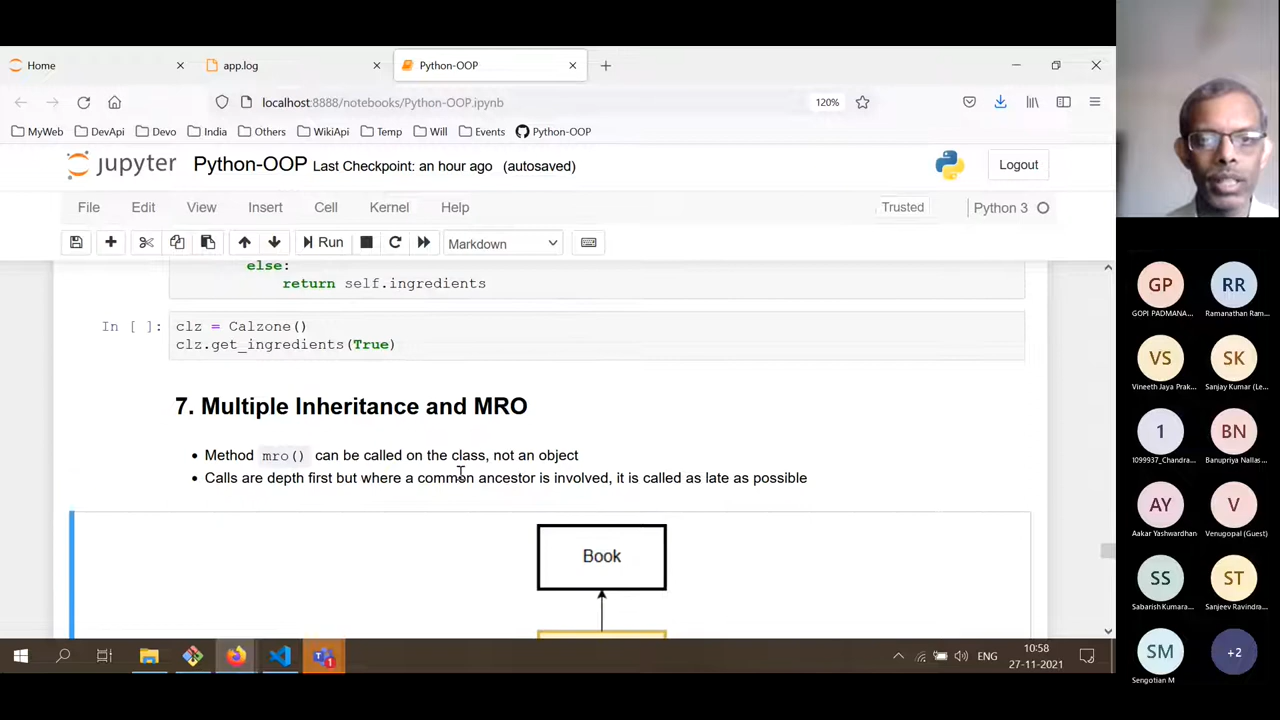 Home
app.log
Python-OOP
localhost:8888/notebooks/Python-OOP.ipynb
120%
MyWeb
DevApi
Devo
India
Others
WikiApi
Temp
Will
Events
Python-OOP
jupyter
Python-OOP Last Checkpoint: an hour ago (autosaved)
Logout
File
Edit
View
Insert
Cell
Kernel
Help
Trusted
Python 3
Run
Markdown
else:
return self.ingredients
In [ ]:
clz = Calzone()
clz.get_ingredients(True)
7. Multiple Inheritance and MRO
• Method mro() can be called on the class, not an object
• Calls are depth first but where a common ancestor is involved, it is called as late as possible
Book
ENG
10:58
27-11-2021
1
GP
GOPI PADMANA...
RR
Ramanathan Ram...
VS
Vineeth Jaya Prak...
SK
Sanjay Kumar (Le...
1
1099937_Chandra...
BN
Banupriya Nallas...
AY
Aakar Yashwardhan
V
Venugopal (Guest)
SS
Sabarish Kumara...
ST
Sanjeev Ravindra...
SM
Sengotian M
+2